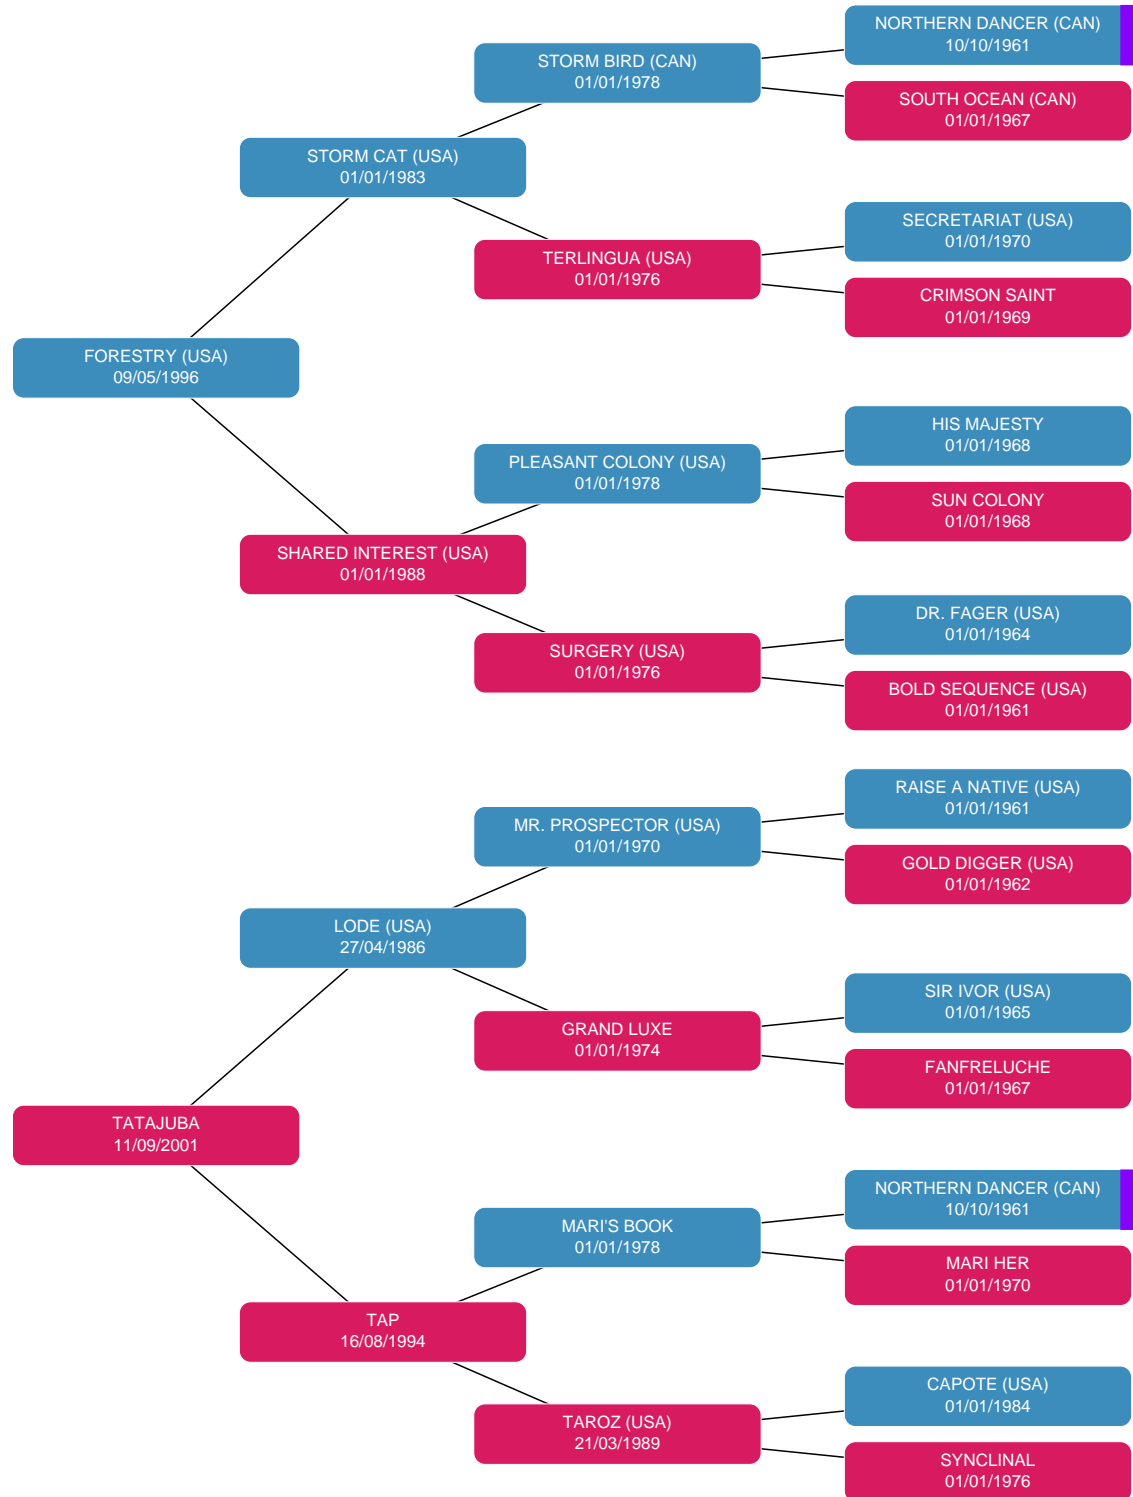 NORTHERN DANCER (CAN)
10/10/1961
STORM BIRD (CAN)
01/01/1978
SOUTH OCEAN (CAN)
01/01/1967
STORM CAT (USA)
01/01/1983
SECRETARIAT (USA)
01/01/1970
TERLINGUA (USA)
01/01/1976
CRIMSON SAINT
01/01/1969
FORESTRY (USA)
09/05/1996
HIS MAJESTY
01/01/1968
PLEASANT COLONY (USA)
01/01/1978
SUN COLONY
01/01/1968
SHARED INTEREST (USA)
01/01/1988
DR. FAGER (USA)
01/01/1964
SURGERY (USA)
01/01/1976
BOLD SEQUENCE (USA)
01/01/1961
RAISE A NATIVE (USA)
01/01/1961
MR. PROSPECTOR (USA)
01/01/1970
GOLD DIGGER (USA)
01/01/1962
LODE (USA)
27/04/1986
SIR IVOR (USA)
01/01/1965
GRAND LUXE
01/01/1974
FANFRELUCHE
01/01/1967
TATAJUBA
11/09/2001
NORTHERN DANCER (CAN)
10/10/1961
MARI'S BOOK
01/01/1978
MARI HER
01/01/1970
TAP
16/08/1994
CAPOTE (USA)
01/01/1984
TAROZ (USA)
21/03/1989
SYNCLINAL
01/01/1976